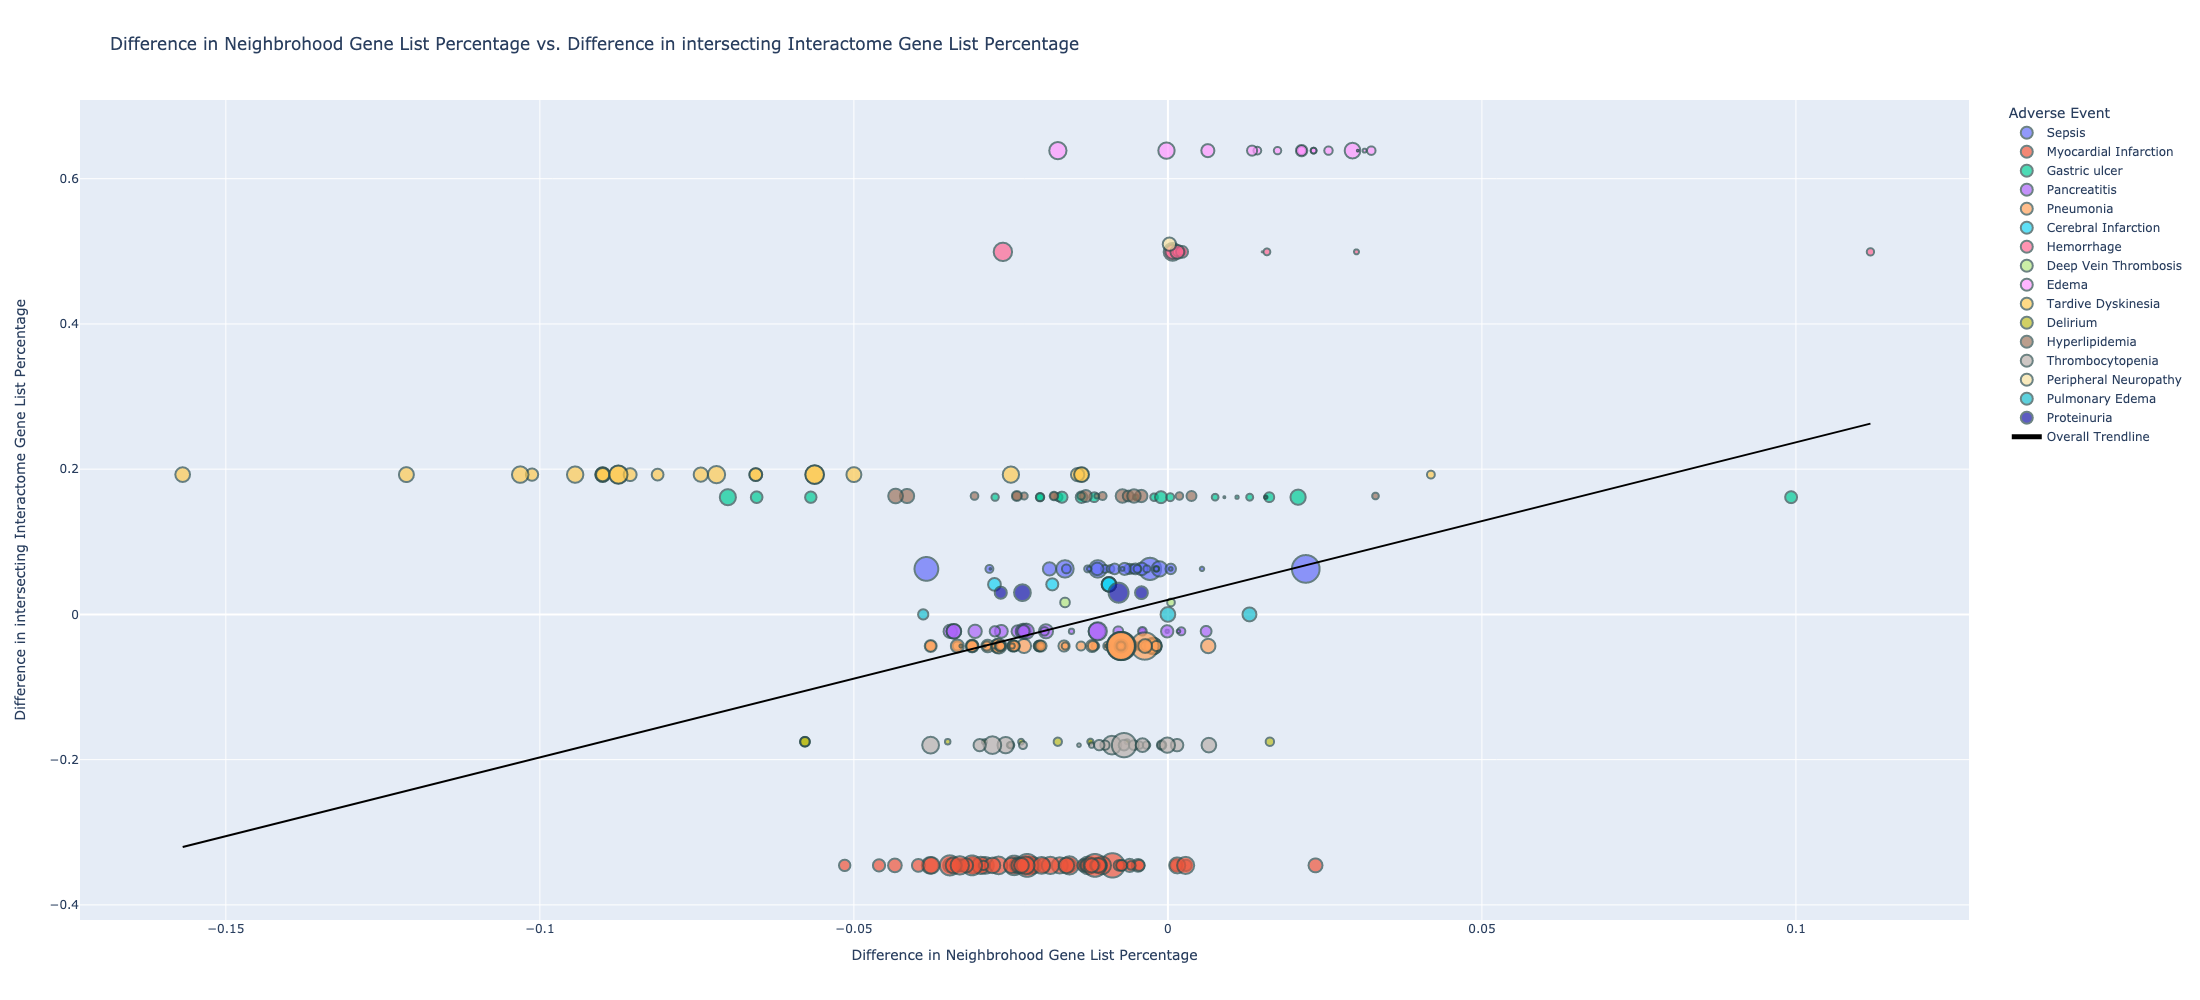 Difference in Neighbrohood Gene List Percentage vs. Difference in intersecting Interactome Gene List Percentage
Difference in intersecting Interactome Gene List Percentage
0.6
0.4
0.2
0
−0.2
−0.4
−0.15
−0.1
−0.05
0
0.05
0.1
Difference in Neighbrohood Gene List Percentage
Adverse Event
Sepsis
Myocardial Infarction
Gastric ulcer
Pancreatitis
Pneumonia
Cerebral Infarction
Hemorrhage
Deep Vein Thrombosis
Edema
Tardive Dyskinesia
Delirium
Hyperlipidemia
Thrombocytopenia
Peripheral Neuropathy
Pulmonary Edema
Proteinuria
Overall Trendline